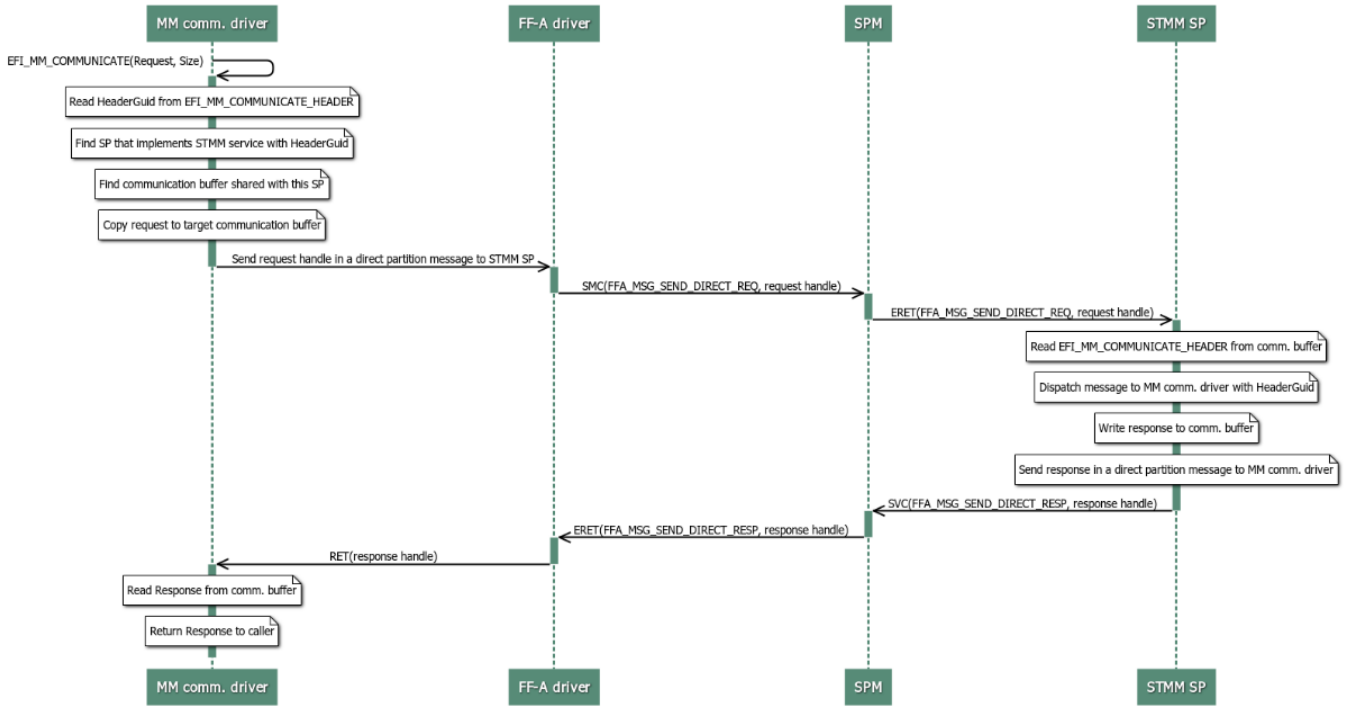 MM comm. driver
FF-A driver
SPM
STMM SP
EFI_MM_COMMUNICATE(Request, Size)
Read HeaderGuid from EFI_MM_COMMUNICATE_HEADER
Find SP that implements STMM service with HeaderGuid
Find communication buffer shared with this SP
Copy request to target communication buffer
Send request handle in a direct partition message to STMM SP
SMC(FFA_MSG_SEND_DIRECT_REQ, request handle)
ERET(FFA_MSG_SEND_DIRECT_REQ, request handle)
Read EFI_MM_COMMUNICATE_HEADER from comm. buffer
Dispatch message to MM comm. driver with HeaderGuid
Write response to comm. buffer
Send response in a direct partition message to MM comm. driver
SVC(FFA_MSG_SEND_DIRECT_RESP, response handle)
ERET(FFA_MSG_SEND_DIRECT_RESP, response handle)
RET(response handle)
Read Response from comm. buffer
Return Response to caller
MM comm. driver
FF-A driver
SPM
STMM SP